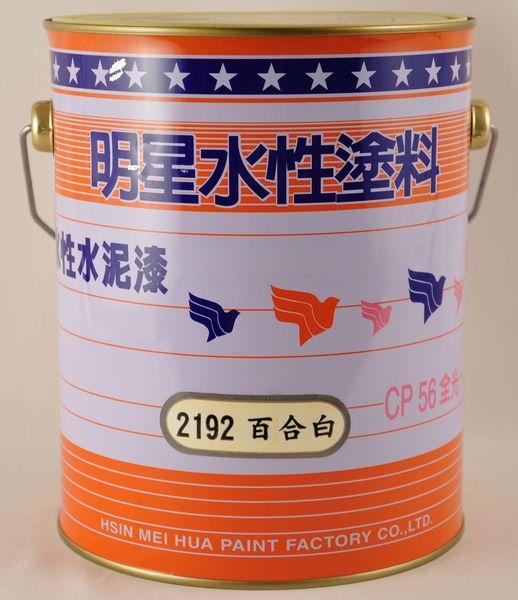 明星水性塗料
水性水泥漆
CP 56 全光
2192 百合白
HSIN MEI HUA PAINT FACTORY CO.,LTD.